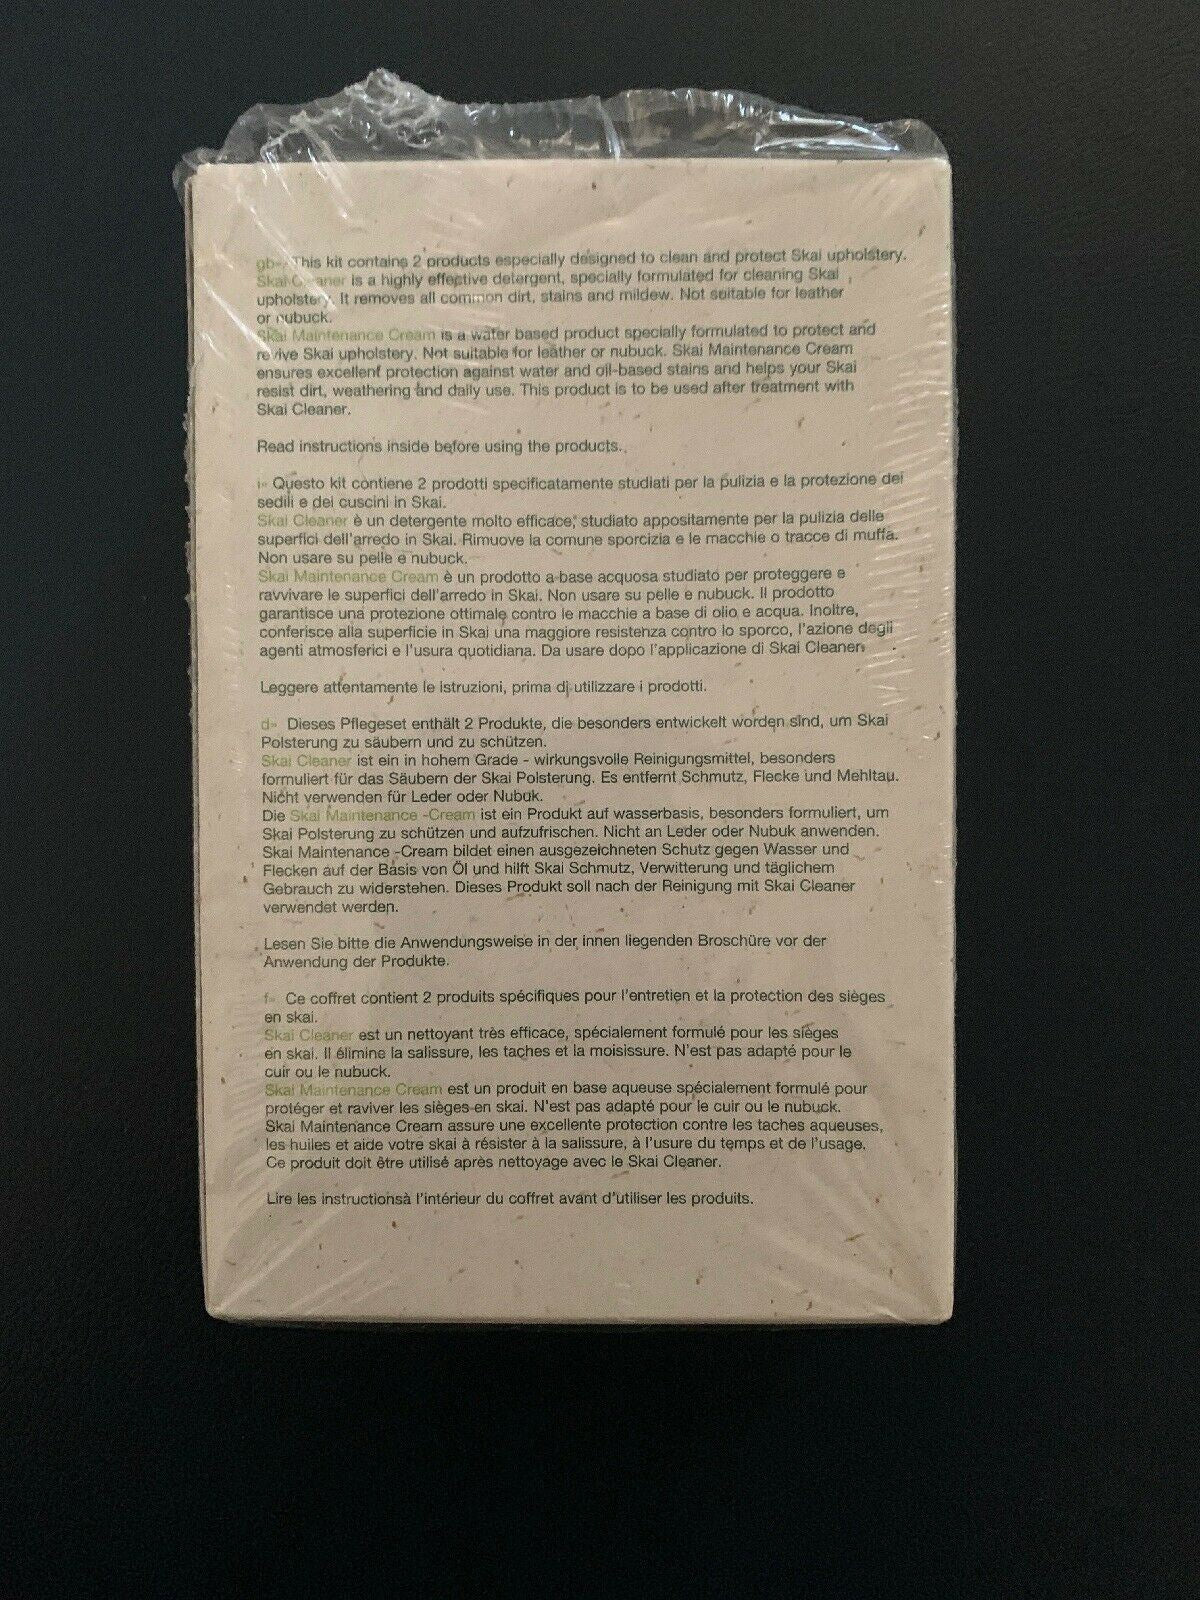 gb- This kit contains 2 products especially designed to clean and protect Skai upholstery.
Skai Cleaner is a highly effective detergent, specially formulated for cleaning Skai
upholstery. It removes all common dirt, stains and mildew. Not suitable for leather
or nubuck.
Skai Maintenance Cream is a water based product specially formulated to protect and
revive Skai upholstery. Not suitable for leather or nubuck. Skai Maintenance Cream
ensures excellent protection against water and oil-based stains and helps your Skai
resist dirt, weathering and daily use. This product is to be used after treatment with
Skai Cleaner.
Read instructions inside before using the products.
i- Questo kit contiene 2 prodotti specificatamente studiati per la pulizia e la protezione dei
sedili e dei cuscini in Skai.
Skai Cleaner è un detergente molto efficace, studiato appositamente per la pulizia delle
superfici dell'arredo in Skai. Rimuove la comune sporcizia e le macchie o tracce di muffa.
Non usare su pelle e nubuck.
Skai Maintenance Cream è un prodotto a base acquosa studiato per proteggere e
ravvivare le superfici dell'arredo in Skai. Non usare su pelle e nubuck. Il prodotto
garantisce una protezione ottimale contro le macchie a base di olio e acqua. Inoltre,
conferisce alla superficie in Skai una maggiore resistenza contro lo sporco, l'azione degli
agenti atmosferici e l'usura quotidiana. Da usare dopo l'applicazione di Skai Cleaner.
Leggere attentamente le istruzioni, prima di utilizzare i prodotti.
d- Dieses Pflegeset enthält 2 Produkte, die besonders entwickelt worden sind, um Skai
Polsterung zu säubern und zu schützen.
Skai Cleaner ist ein in hohem Grade - wirkungsvolle Reinigungsmittel, besonders
formuliert für das Säubern der Skai Polsterung. Es entfernt Schmutz, Flecke und Mehltau.
Nicht verwenden für Leder oder Nubuk.
Die Skai Maintenance -Cream ist ein Produkt auf wasserbasis, besonders formuliert, um
Skai Polsterung zu schützen und aufzufrischen. Nicht an Leder oder Nubuk anwenden.
Skai Maintenance -Cream bildet einen ausgezeichneten Schutz gegen Wasser und
Flecken auf der Basis von Öl und hilft Skai Schmutz, Verwitterung und täglichem
Gebrauch zu widerstehen. Dieses Produkt soll nach der Reinigung mit Skai Cleaner
verwendet werden.
Lesen Sie bitte die Anwendungsweise in der innen liegenden Broschüre vor der
Anwendung der Produkte.
f- Ce coffret contient 2 produits spécifiques pour l'entretien et la protection des sièges
en skai.
Skai Cleaner est un nettoyant très efficace, spécialement formulé pour les sièges
en skai. Il élimine la salissure, les taches et la moisissure. N'est pas adapté pour le
cuir ou le nubuck.
Skai Maintenance Cream est un produit en base aqueuse spécialement formulé pour
protéger et raviver les sièges en skai. N'est pas adapté pour le cuir ou le nubuck.
Skai Maintenance Cream assure une excellente protection contre les taches aqueuses,
les huiles et aide votre skai à résister à la salissure, à l'usure du temps et de l'usage.
Ce produit doit être utilisé après nettoyage avec le Skai Cleaner.
Lire les instructionsà l'intérieur du coffret avant d'utiliser les produits.